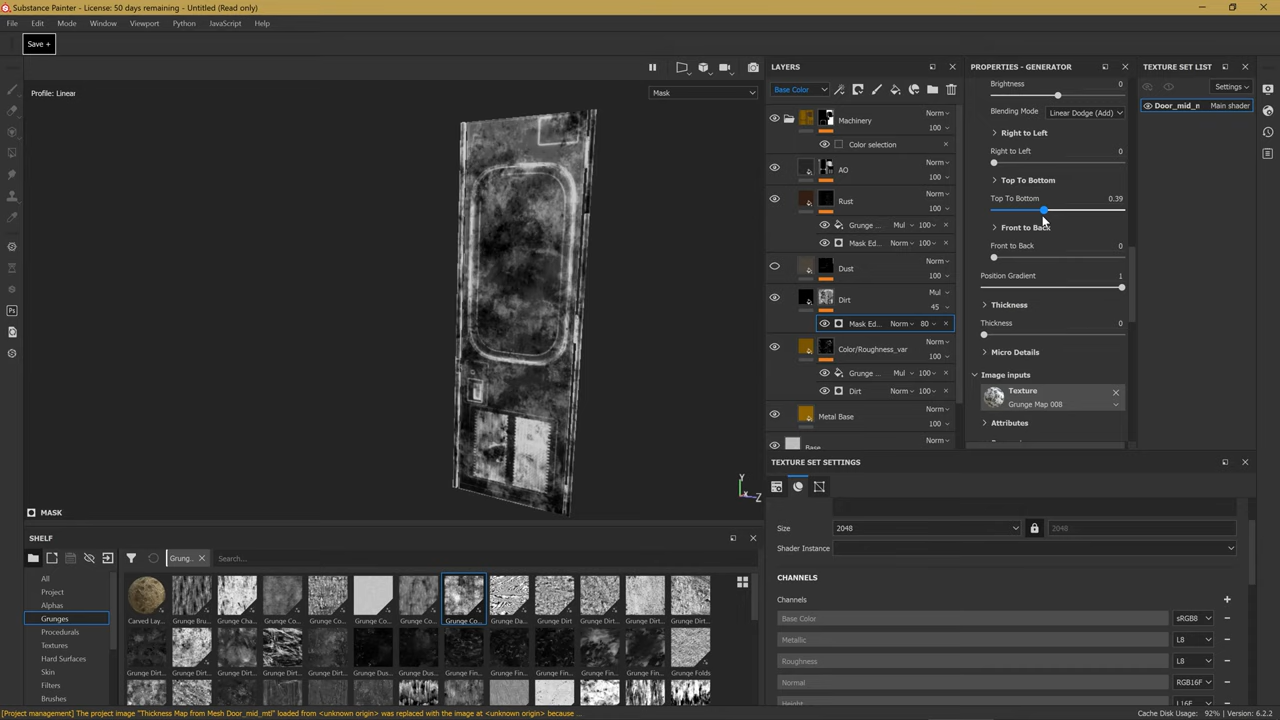 Substance Painter - License: 50 days remaining - Untitled (Read only)
File Edit Mode Window Viewport Python JavaScript Help
Save +
Profile: Linear
Mask
MASK
LAYERS
Base Color
Machinery Norm 100
Color selection
AO Norm 100
Rust Norm 100
Grunge ... Mul 100
Mask Ed... Norm 100
Dust Norm 100
Dirt Mul 45
Mask Ed... Norm 80
Color/Roughness_var Norm 100
Grunge ... Mul 100
Dirt Norm 100
Metal Base Norm 100
Base Norm
PROPERTIES - GENERATOR
Brightness 0
Blending Mode Linear Dodge (Add)
Right to Left
Right to Left 0
Top To Bottom
Top To Bottom 0.39
Front to Back
Front to Back 0
Position Gradient 1
Thickness
Thickness 0
Micro Details
Image inputs
Texture
Grunge Map 008
Attributes
TEXTURE SET LIST
Settings
Door_mid_n Main shader
TEXTURE SET SETTINGS
Size 2048 2048
Shader Instance
CHANNELS
Channels
Base Color sRGB8
Metallic L8
Roughness L8
Normal RGB16F
Height L16F
SHELF
Grung.. Search...
All
Project
Alphas
Grunges
Procedurals
Textures
Hard Surfaces
Skin
Filters
Brushes
Carved Lay... Grunge Bru... Grunge Cha... Grunge Co... Grunge Co... Grunge Co... Grunge Co... Grunge Co... Grunge Da... Grunge Dirt Grunge Dirt... Grunge Dirt... Grunge Dirt...
Grunge Dirt... Grunge Dirt... Grunge Dirt... Grunge Dirt... Grunge Dirt... Grunge Dus... Grunge Dus... Grunge Fin... Grunge Fin... Grunge Fin... Grunge Fin... Grunge Fin... Grunge Folds
[Project management] The project image "Thickness Map from Mesh Door_mid_mtl" loaded from <unknown origin> was replaced with the image at <unknown origin> because ...
Cache Disk Usage: 92% | Version: 6.2.2